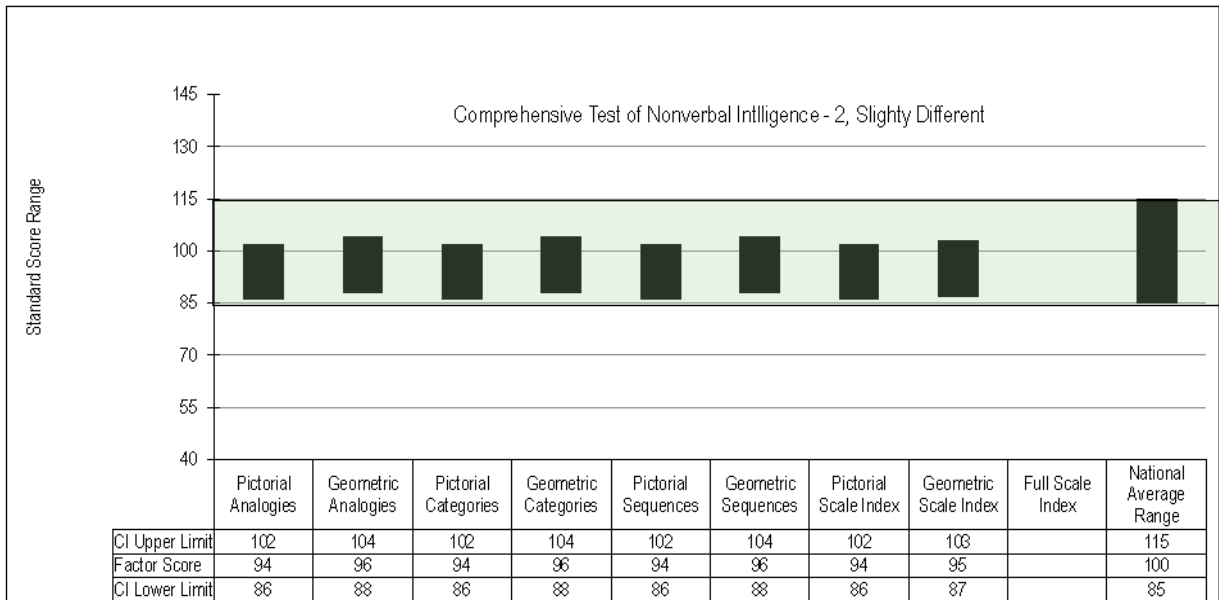 Comprehensive Test of Nonverbal Intlligence - 2, Slighty Different
Standard Score Range
145
130
115
100
85
70
55
40
Pictorial Analogies Geometric Analogies Pictorial Categories Geometric Categories Pictorial Sequences Geometric Sequences Pictorial Scale Index Geometric Scale Index Full Scale Index National Average Range
CI Upper Limit 102 104 102 104 102 104 102 103 115
Factor Score 94 96 94 96 94 96 94 95 100
CI Lower Limit 86 88 86 88 86 88 86 87 85